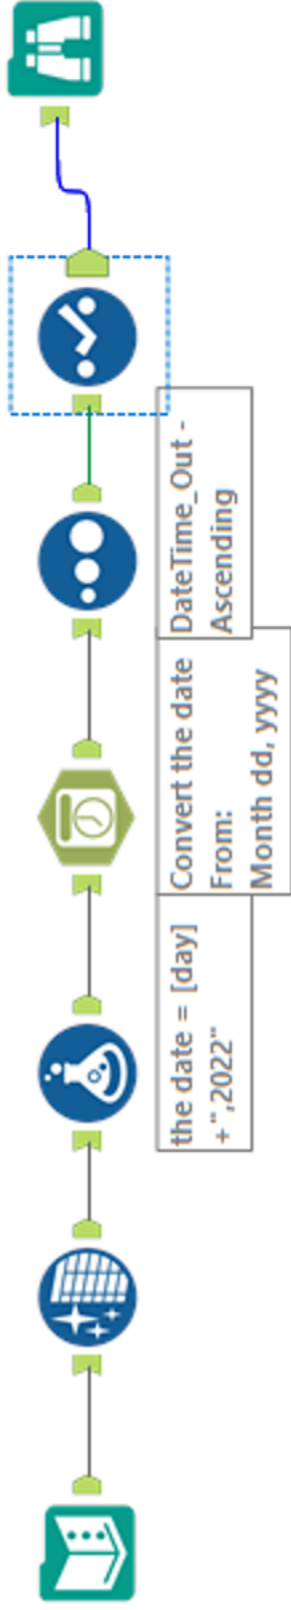 the date = [day]
+ ",2022"
Convert the date
From:
Month dd, yyyy
DateTime_Out -
Ascending